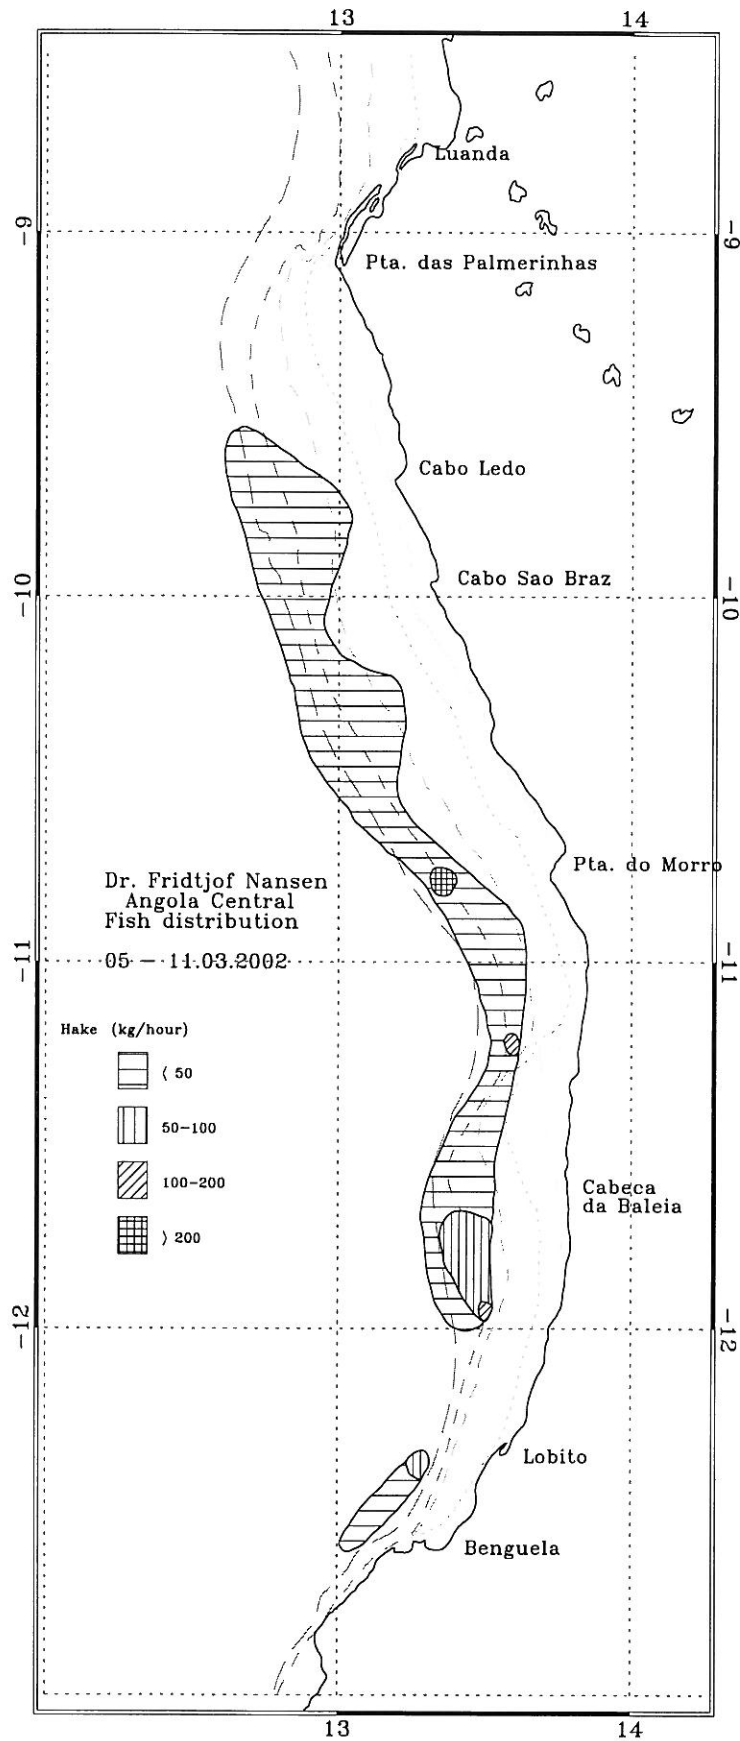 13 14
Luanda
-9 -9
Pta. das Palmerinhas
Cabo Ledo
Cabo Sao Braz
-10 -10
Pta. do Morro
Dr. Fridtjof Nansen
Angola Central
Fish distribution
-11 -11
05 – 11.03.2002
Hake (kg/hour)
⟨ 50
50-100
100-200
⟩ 200
Cabeca
da Baleia
-12 -12
Lobito
Benguela
13 14